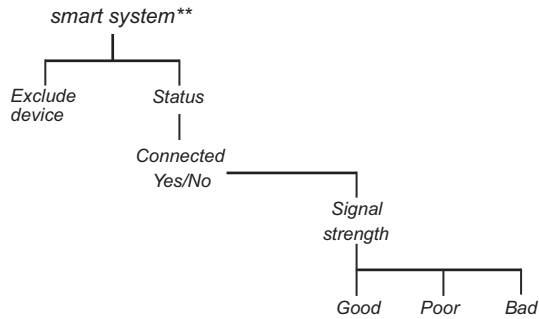 smart system**
Exclude
device
Status
Connected
Yes/No
Signal
strength
Good Poor Bad